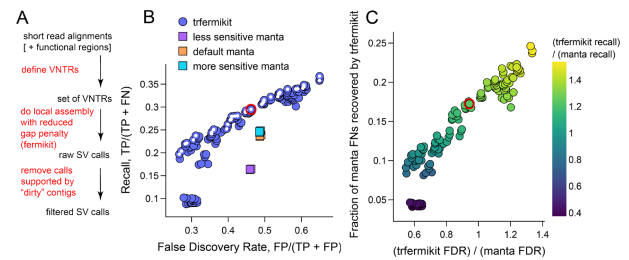 A
short read alignments
[ + functional regions]
define VNTRs
set of VNTRs
do local assembly
with reduced
gap penalty
(fermikit)
raw SV calls
remove calls
supported by
"dirty" contigs
filtered SV calls
B
trfermikit
less sensitive manta
default manta
more sensitive manta
Recall, TP/(TP + FN)
0.35
0.3
0.25
0.2
0.15
0.1
0.3
0.4
0.5
0.6
False Discovery Rate, FP/(TP + FP)
C
Fraction of manta FNs recovered by trfermikit
0.25
0.20
0.15
0.10
0.05
0.6
0.8
1
1.2
1.4
(trfermikit FDR) / (manta FDR)
(trfermikit recall)
/ (manta recall)
1.4
1.2
1.0
0.8
0.6
0.4